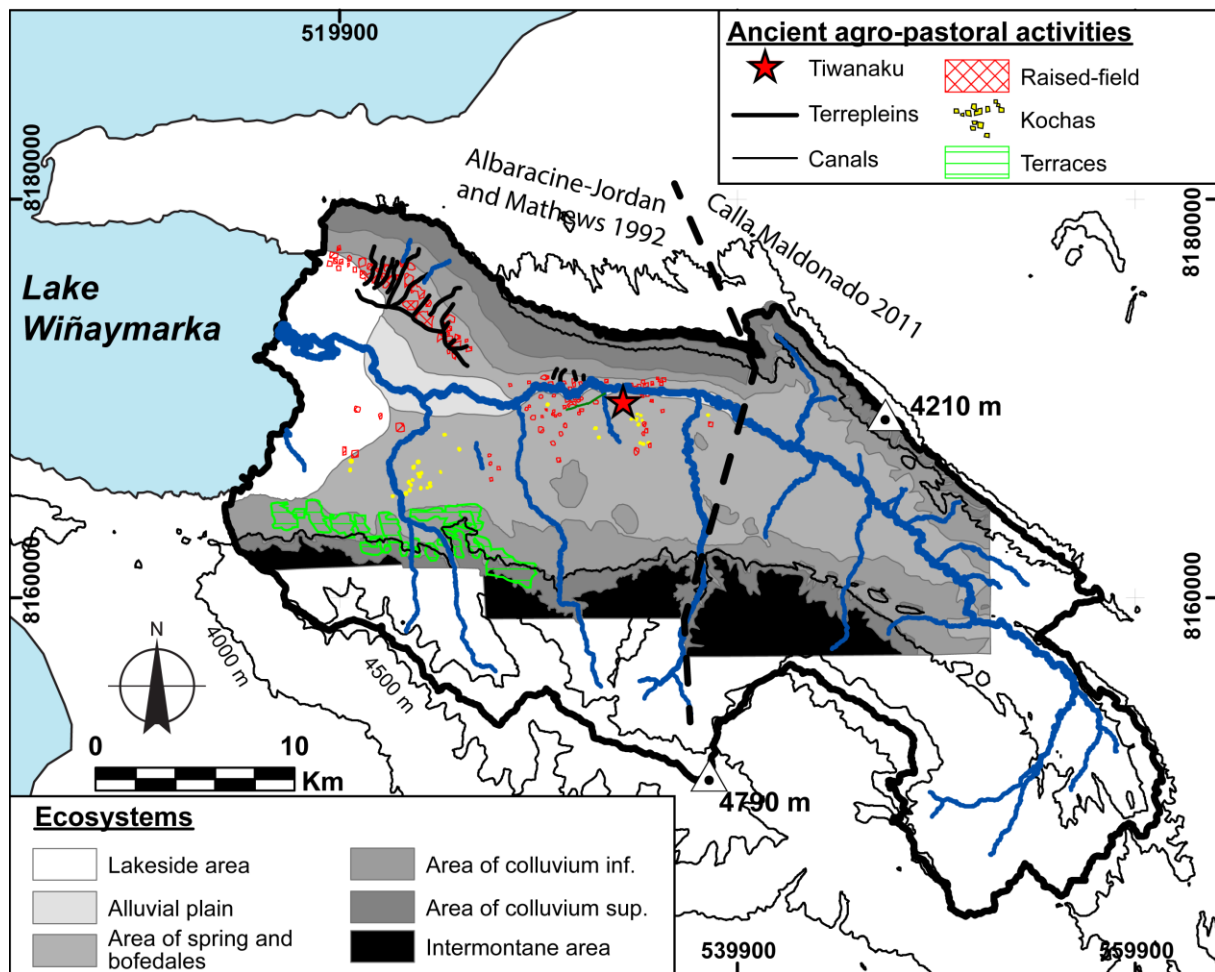 519900
Ancient agro-pastoral activities
Tiwanaku
Terrepleins
Canals
Raised-field
Kochas
Terraces
8180000
8180000
Albaracine-Jordan
and Mathews 1992
Calla Maldonado 2011
Lake
Wiñaymarka
4210 m
8160000
8160000
N
4000 m
4500 m
0 10
Km
4790 m
Ecosystems
Lakeside area
Alluvial plain
Area of spring and
bofedales
Area of colluvium inf.
Area of colluvium sup.
Intermontane area
539900
559900